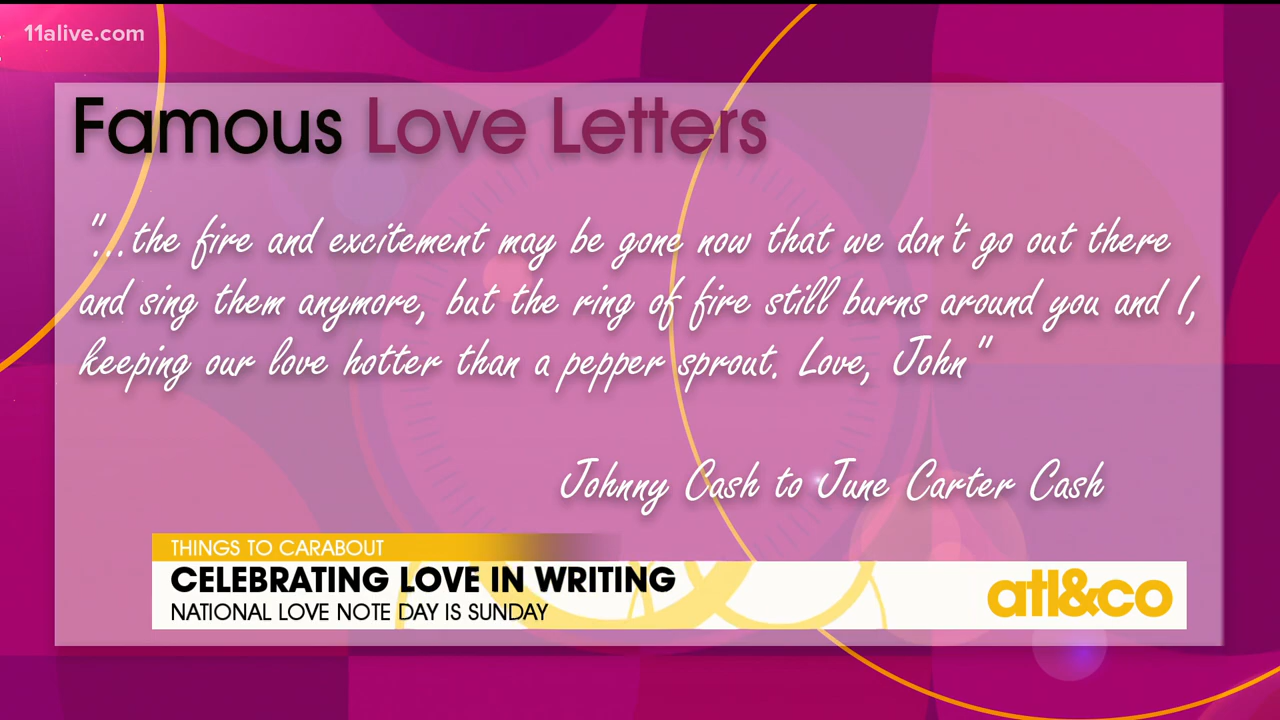 11alive.com
Famous Love Letters
"...the fire and excitement may be gone now that we don't go out there
and sing them anymore, but the ring of fire still burns around you and I,
keeping our love hotter than a pepper sprout. Love, John"
Johnny Cash to June Carter Cash
THINGS TO CARABOUT
CELEBRATING LOVE IN WRITING
NATIONAL LOVE NOTE DAY IS SUNDAY
atl&co